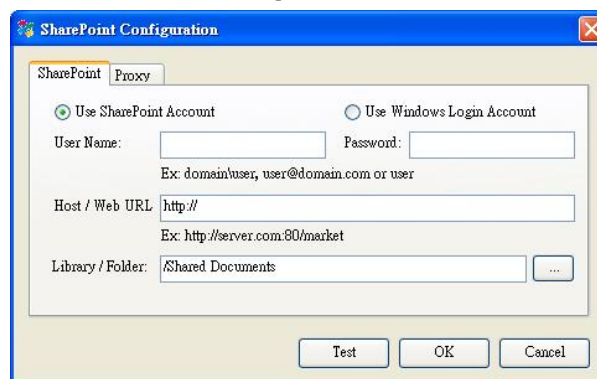 SharePoint Configuration
SharePoint Proxy
Use SharePoint Account Use Windows Login Account
User Name: Password:
Ex: domain\user, user@domain.com or user
Host / Web URL http://
Ex: http://server.com:80/market
Library / Folder: /Shared Documents ...
Test OK Cancel